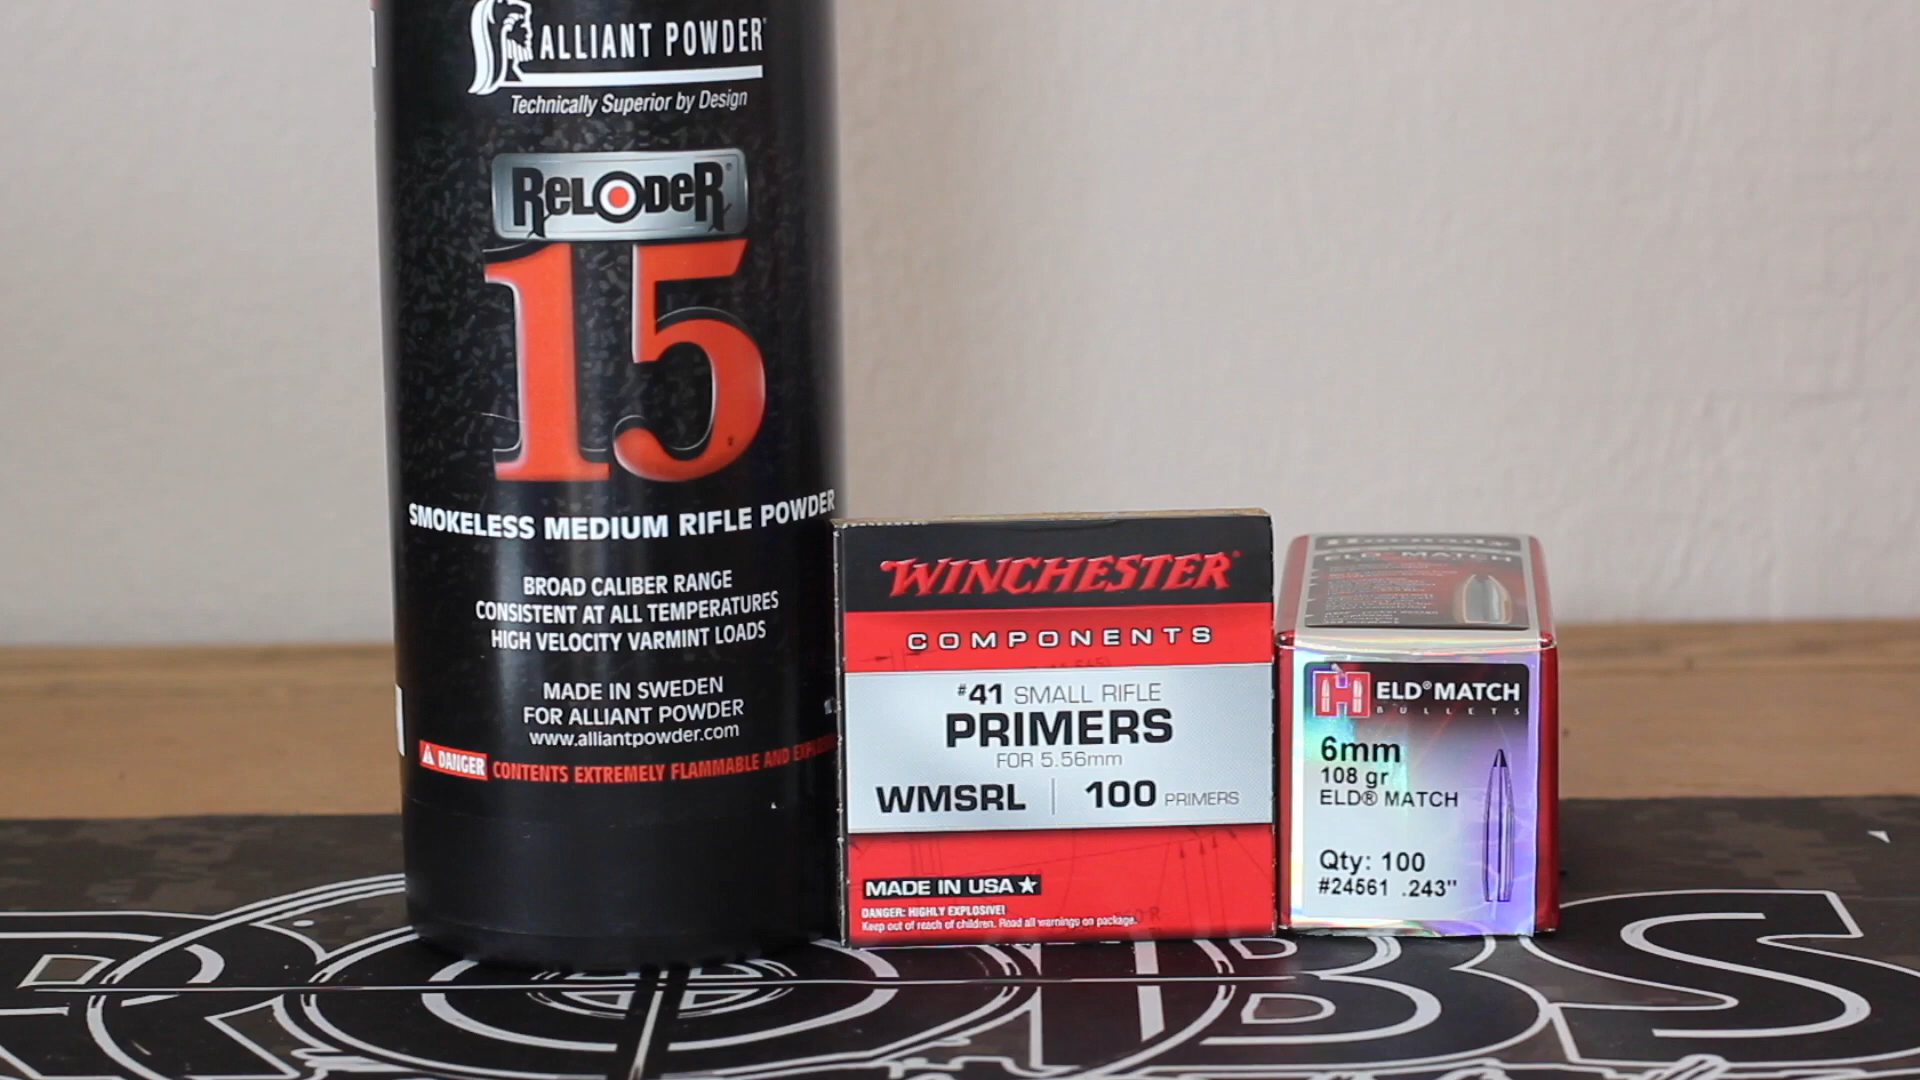 ALLIANT POWDER
Technically Superior by Design
RELODER
15
SMOKELESS MEDIUM RIFLE POWDER
BROAD CALIBER RANGE
CONSISTENT AT ALL TEMPERATURES
HIGH VELOCITY VARMINT LOADS
MADE IN SWEDEN
FOR ALLIANT POWDER
www.alliantpowder.com
DANGER CONTENTS EXTREMELY FLAMMABLE AND
WINCHESTER
COMPONENTS
#41 SMALL RIFLE
PRIMERS
FOR 5.56mm
WMSRL | 100 PRIMERS
MADE IN USA
DANGER: HIGHLY EXPLOSIVE!
Keep out of reach of children. Read all warnings on package.
Hornady
ELD MATCH
H ELD® MATCH
BULLETS
6mm
108 gr
ELD® MATCH
Qty: 100
#24561 .243"